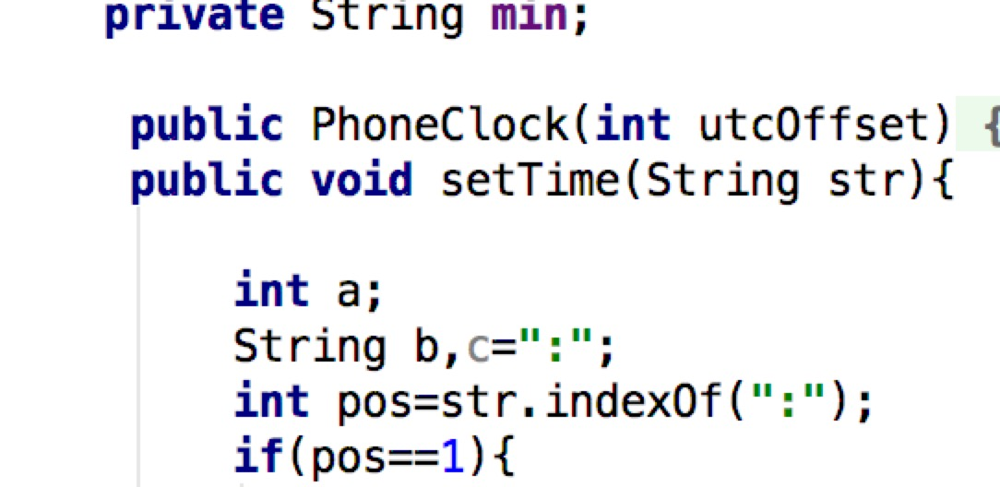 private String min;
public PhoneClock(int utcOffset) {
public void setTime(String str){
int a;
String b,c=":";
int pos=str.indexOf(":");
if(pos==1){